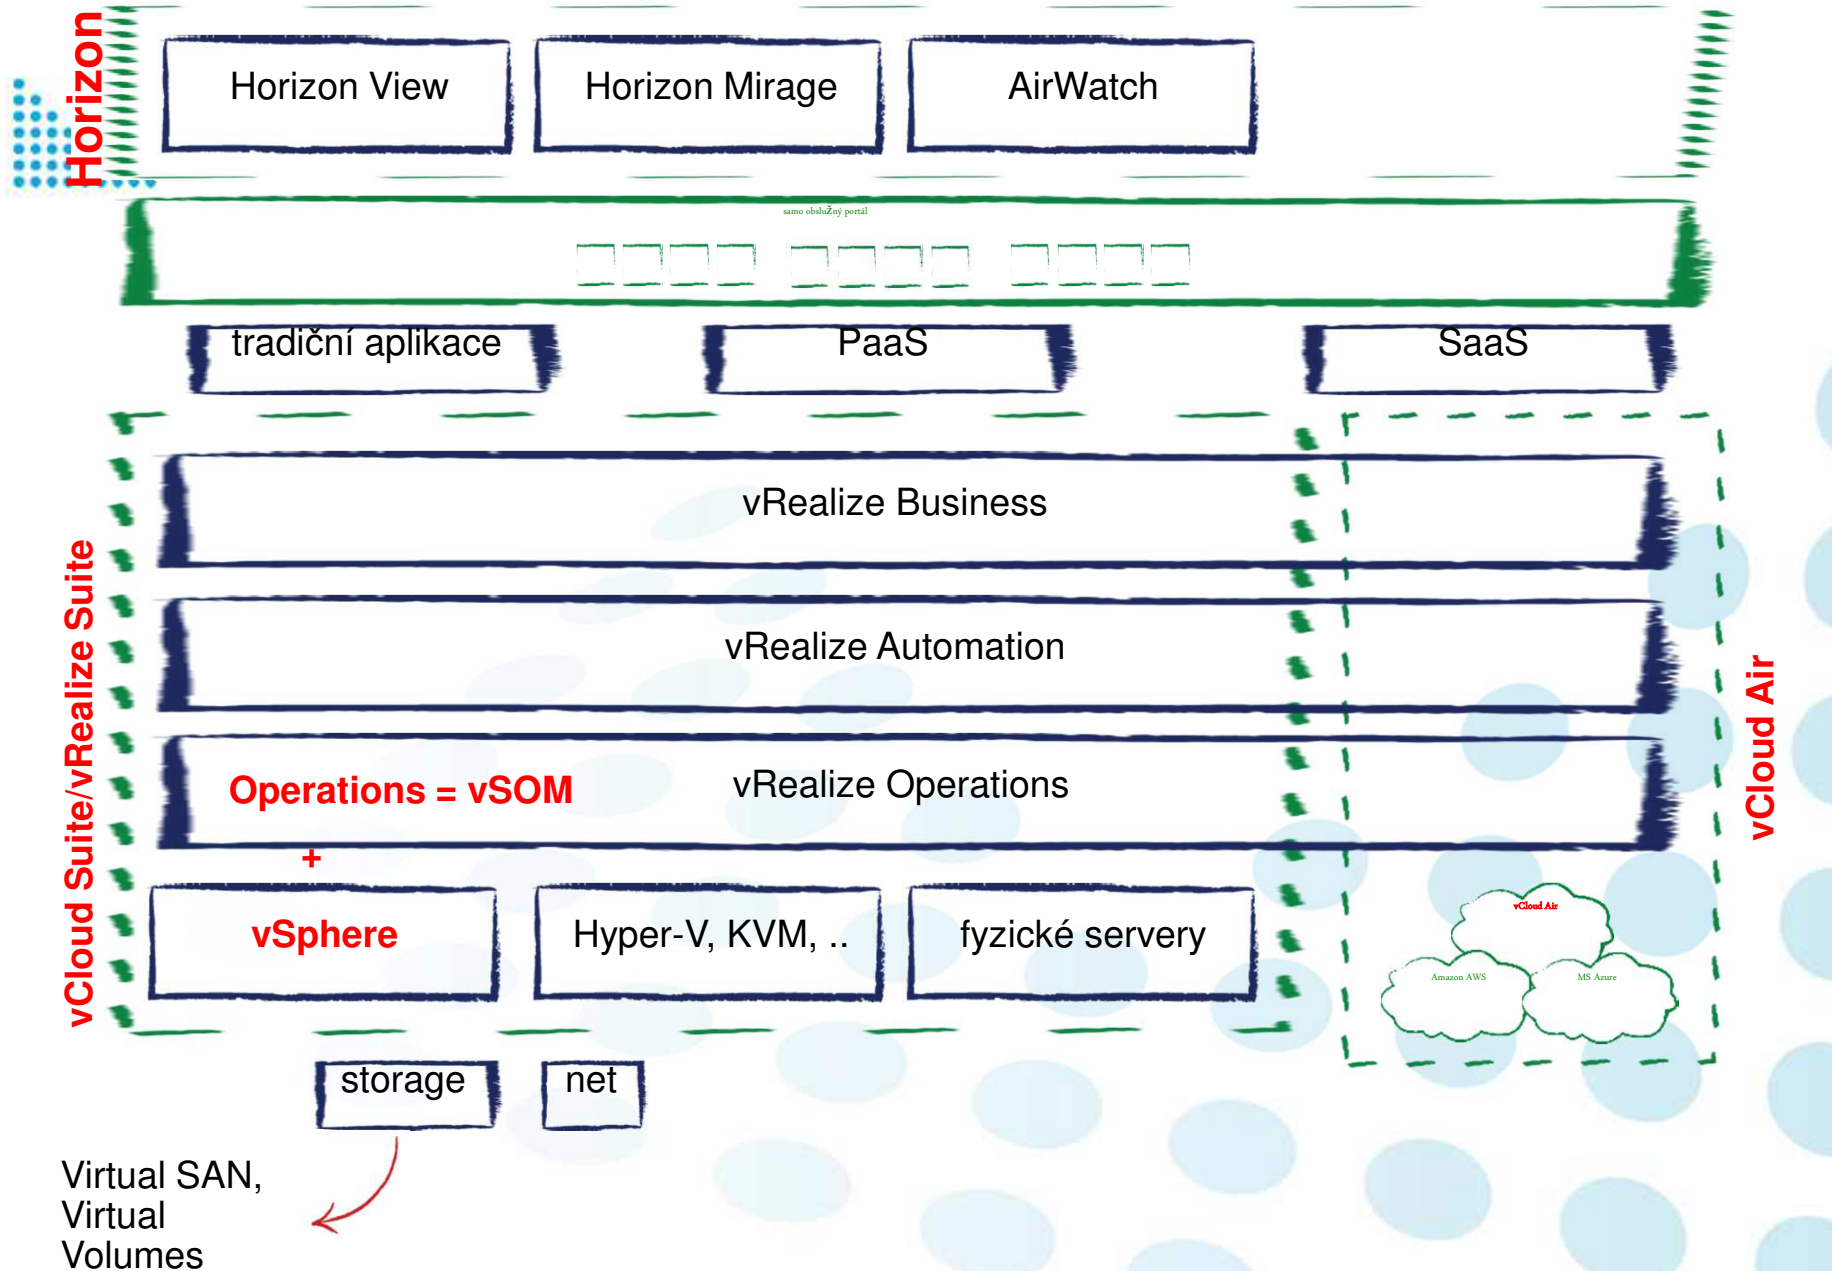 Horizon
Horizon View
Horizon Mirage
AirWatch
samo obslužný portál
tradiční aplikace
PaaS
SaaS
vCloud Suite/vRealize Suite
vRealize Business
vRealize Automation
Operations = vSOM
vRealize Operations
+
vSphere
Hyper-V, KVM, ..
fyzické servery
vCloud Air
vCloud Air
Amazon AWS
MS Azure
storage
net
Virtual SAN,
Virtual
Volumes